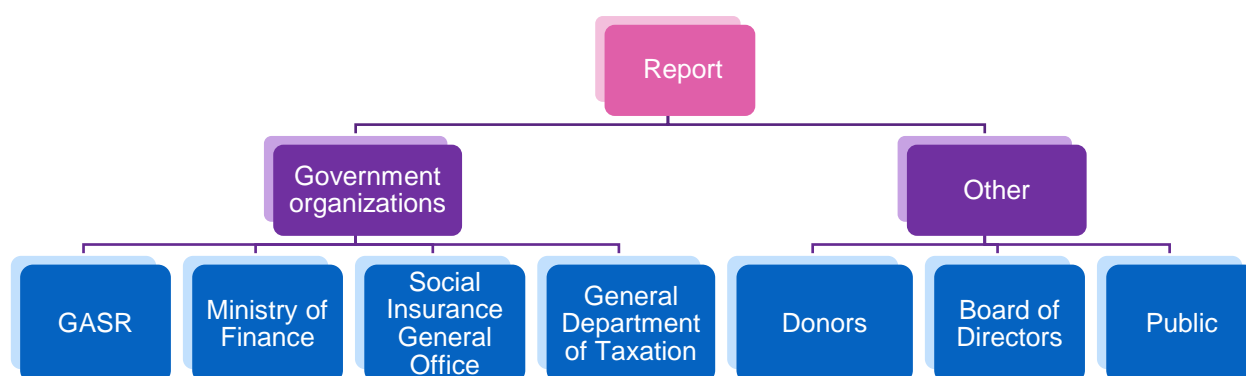 Report
Government
organizations
Other
GASR
Ministry of
Finance
Social
Insurance
General
Office
General
Department
of Taxation
Donors
Board of
Directors
Public